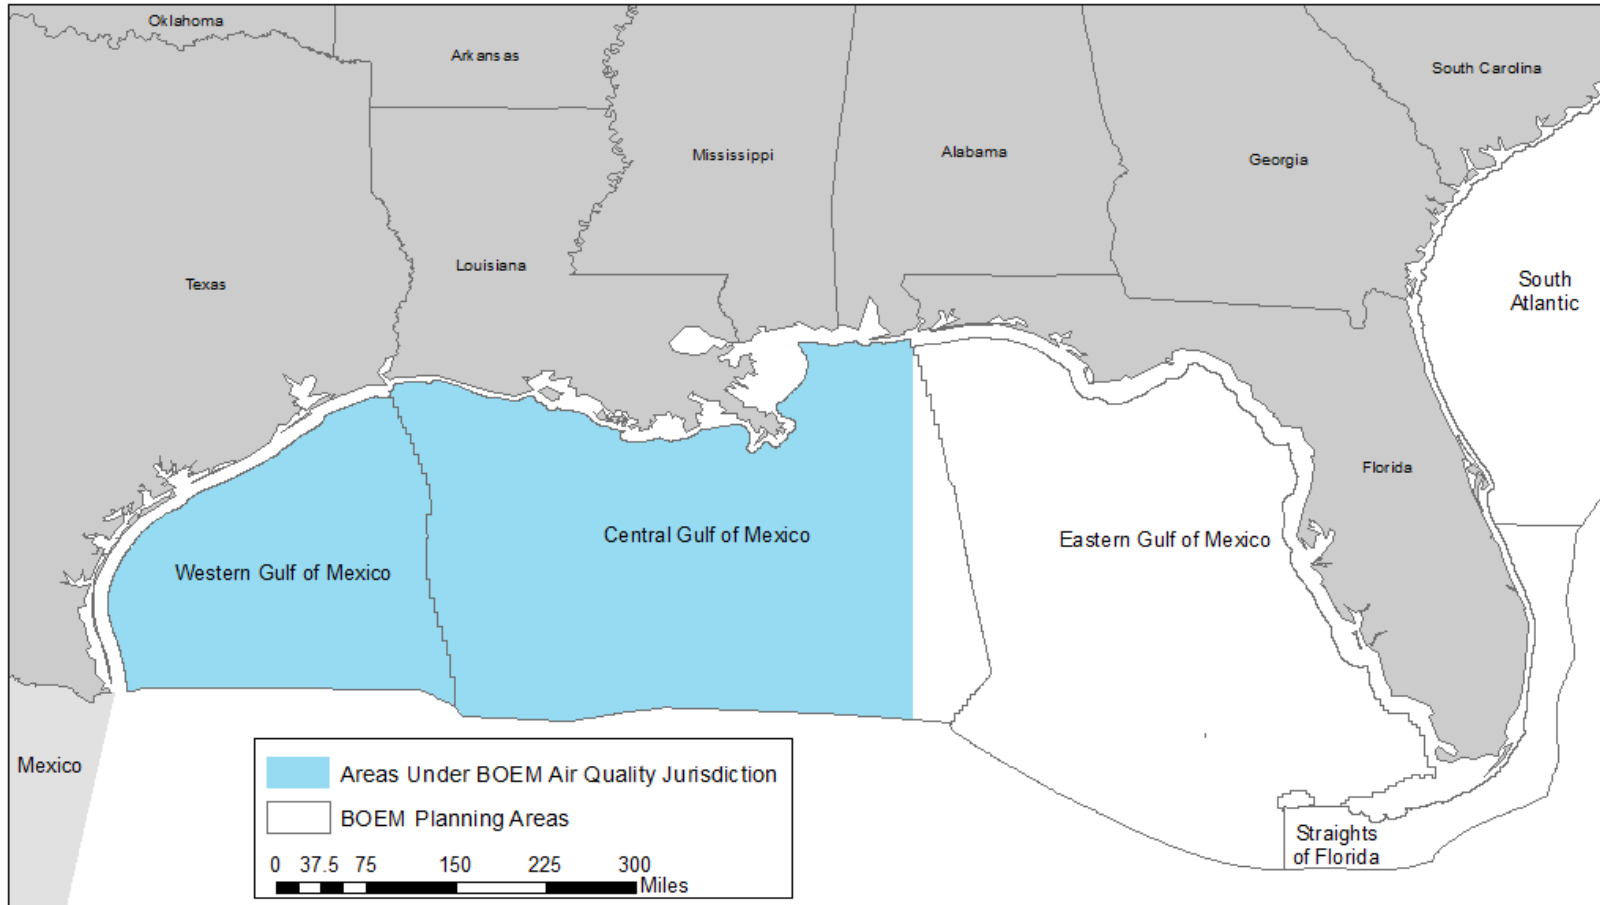 Oklahoma
Arkansas
South Carolina
Mississippi
Alabama
Georgia
Louisiana
Texas
South
Atlantic
Florida
Central Gulf of Mexico
Eastern Gulf of Mexico
Western Gulf of Mexico
Mexico
Areas Under BOEM Air Quality Jurisdiction
BOEM Planning Areas
0 37.5 75 150 225 300
Miles
Straights
of Florida